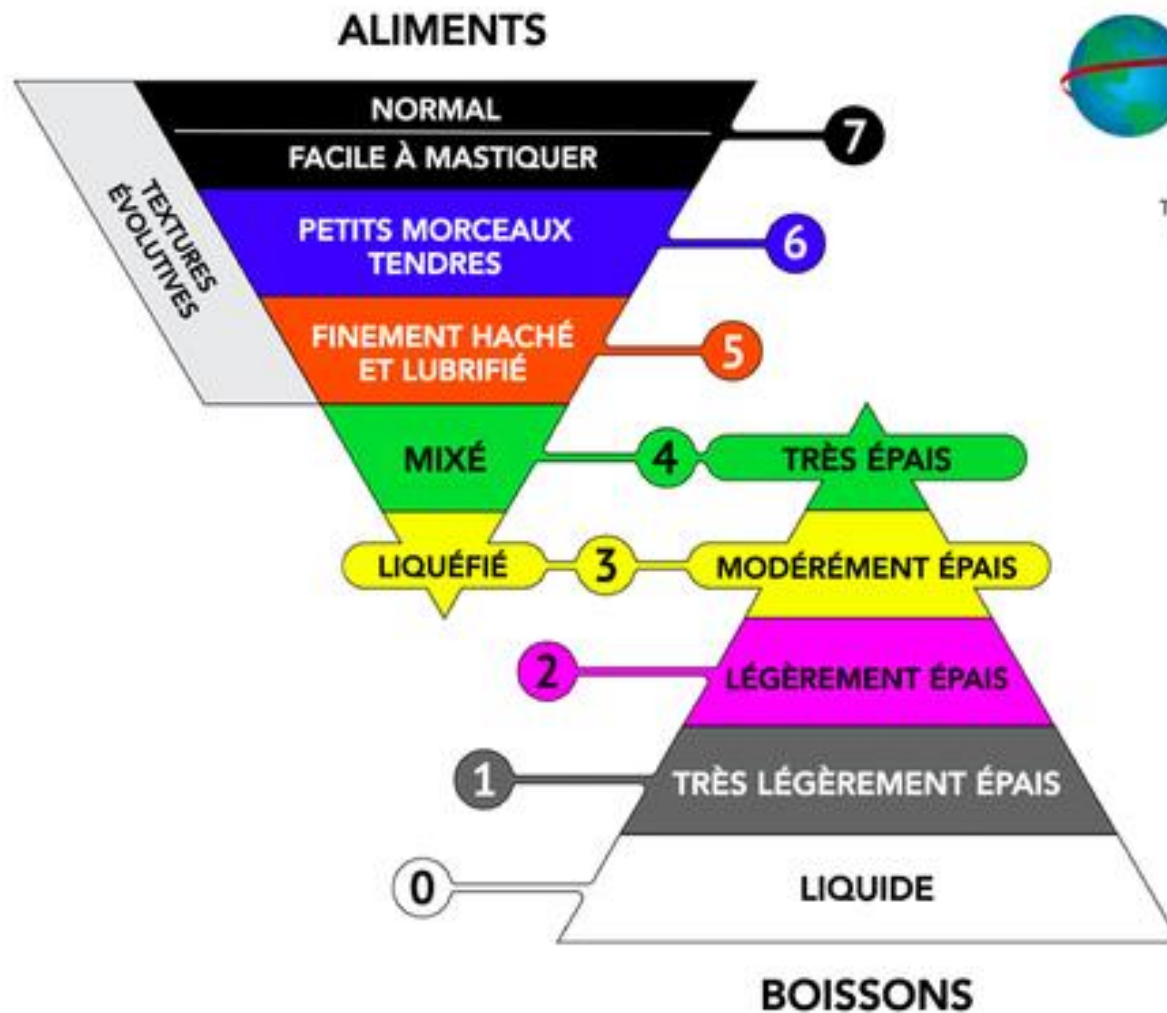 ALIMENTS
NORMAL
FACILE À MASTIQUER
7
TEXTURES
ÉVOLUTIVES
PETITS MORCEAUX
TENDRES
6
FINEMENT HACHÉ
ET LUBRIFIÉ
5
MIXÉ
4
TRÈS ÉPAIS
LIQUÉFIÉ
3
MODÉRÉMENT ÉPAIS
2
LÉGÈREMENT ÉPAIS
1
TRÈS LÉGÈREMENT ÉPAIS
0
LIQUIDE
BOISSONS